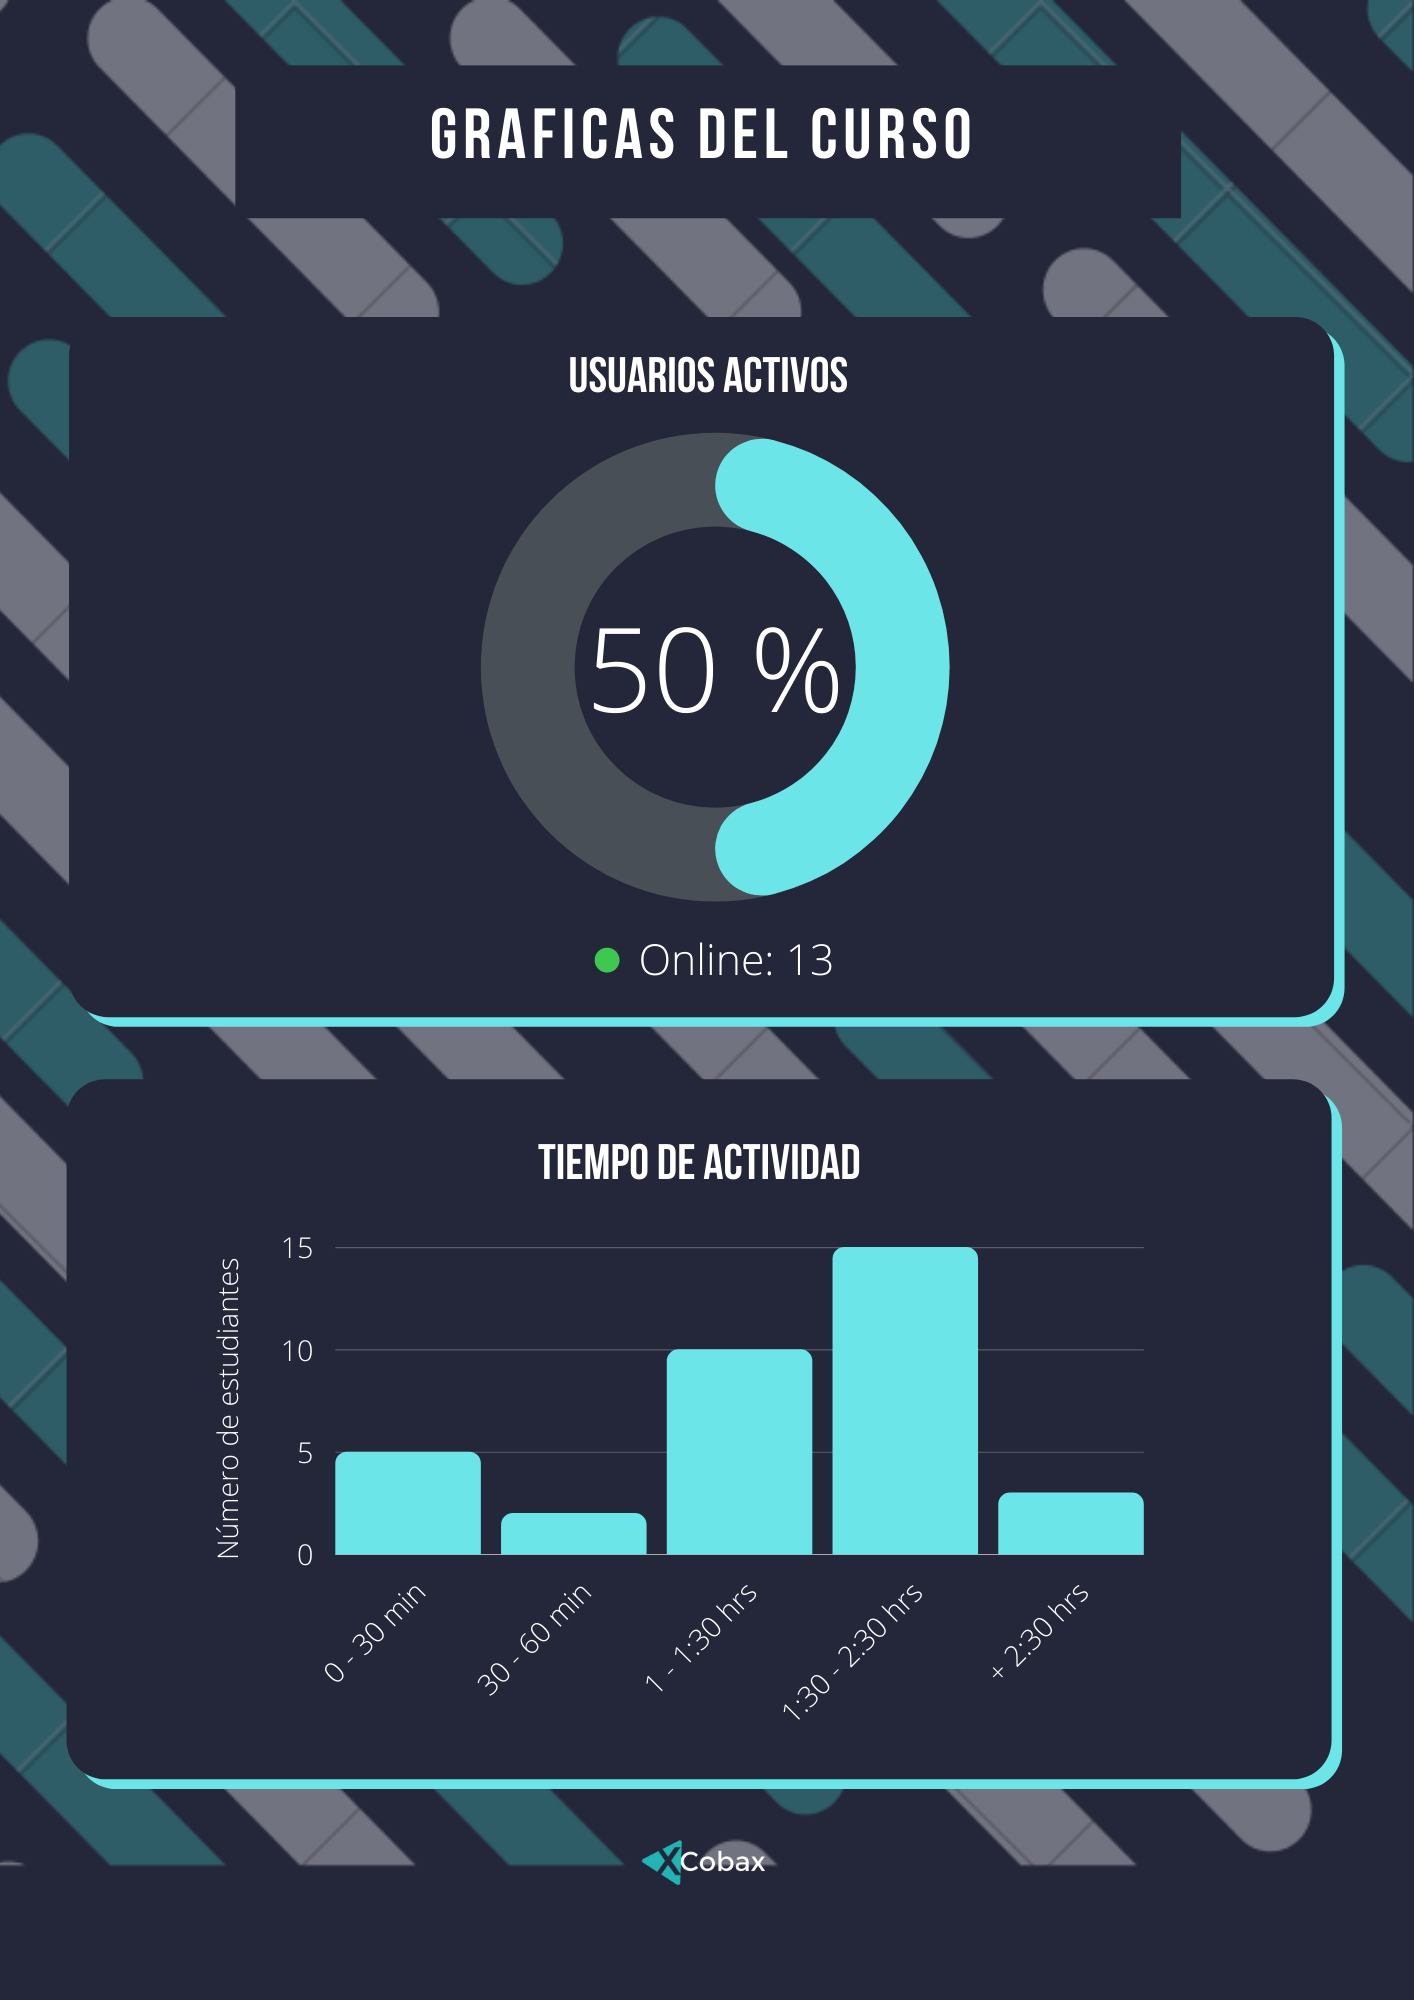 GRAFICAS DEL CURSO
USUARIOS ACTIVOS
50 %
Online: 13
TIEMPO DE ACTIVIDAD
Número de estudiantes
15
10
5
0
0 - 30 min
30 - 60 min
1 - 1:30 hrs
1:30 - 2:30 hrs
+ 2:30 hrs
Cobax